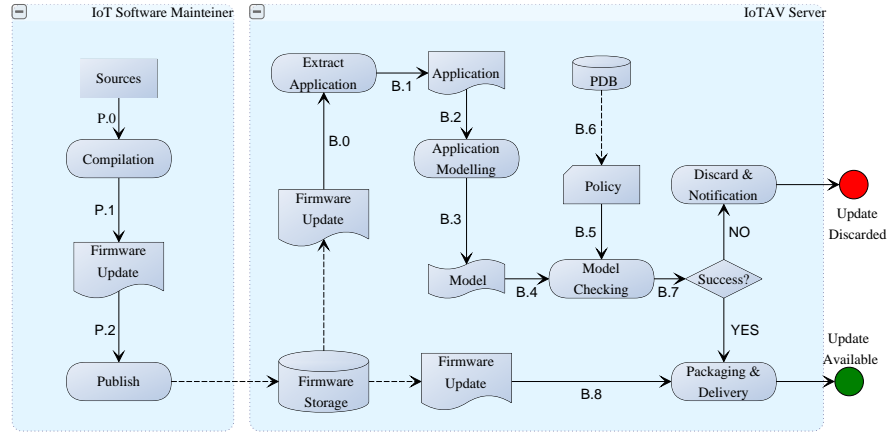 IoT Software Mainteiner
Sources
P.0
Compilation
P.1
Firmware
Update
P.2
Publish
IoTAV Server
Extract
Application
B.1
Application
B.0
B.2
Application
Modelling
Firmware
Update
B.3
Model
B.4
PDB
B.6
Policy
B.5
Model
Checking
B.7
Success?
NO
Discard &
Notification
Update
Discarded
YES
Firmware
Storage
Firmware
Update
B.8
Packaging &
Delivery
Update
Available